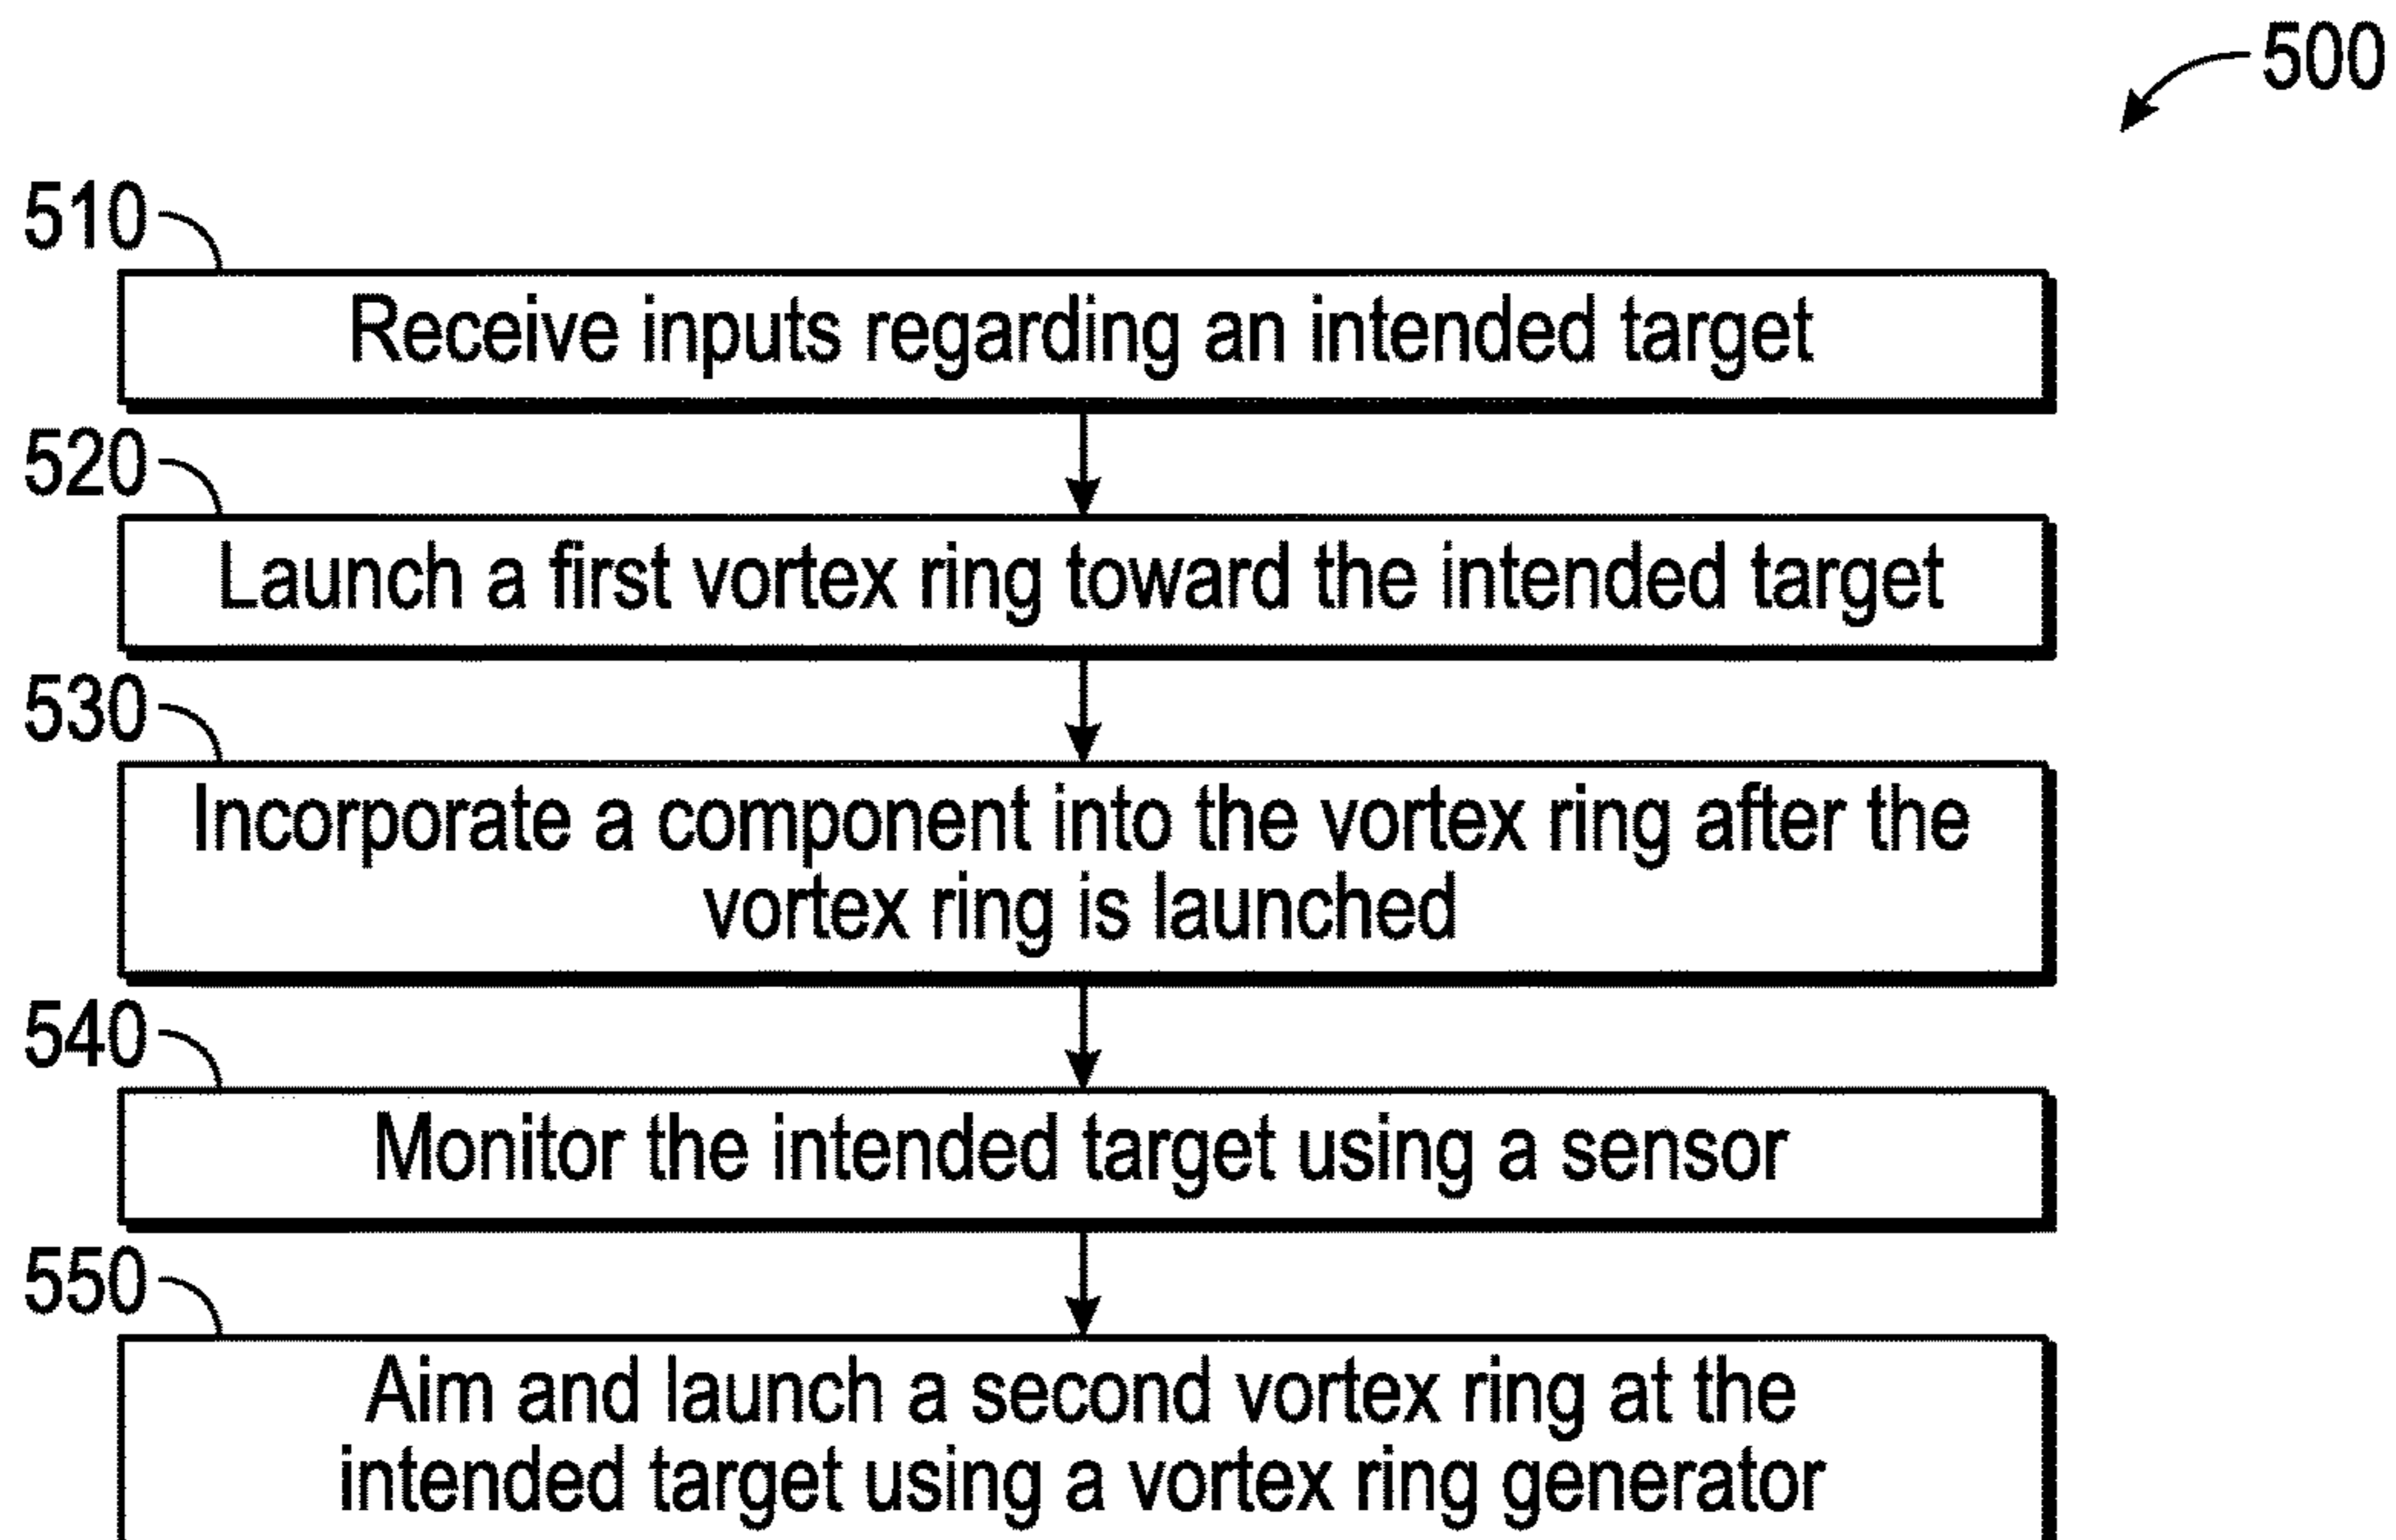 500
510
Receive inputs regarding an intended target
520
Launch a first vortex ring toward the intended target
530
Incorporate a component into the vortex ring after the
vortex ring is launched
540
Monitor the intended target using a sensor
550
Aim and launch a second vortex ring at the
intended target using a vortex ring generator